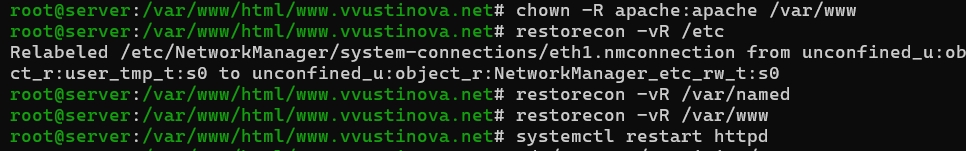 root@server:/var/www/html/www.vvustinova.net# chown -R apache:apache /var/www
root@server:/var/www/html/www.vvustinova.net# restorecon -vR /etc
Relabeled /etc/NetworkManager/system-connections/eth1.nmconnection from unconfined_u:ob
ct_r:user_tmp_t:s0 to unconfined_u:object_r:NetworkManager_etc_rw_t:s0
root@server:/var/www/html/www.vvustinova.net# restorecon -vR /var/named
root@server:/var/www/html/www.vvustinova.net# restorecon -vR /var/www
root@server:/var/www/html/www.vvustinova.net# systemctl restart httpd